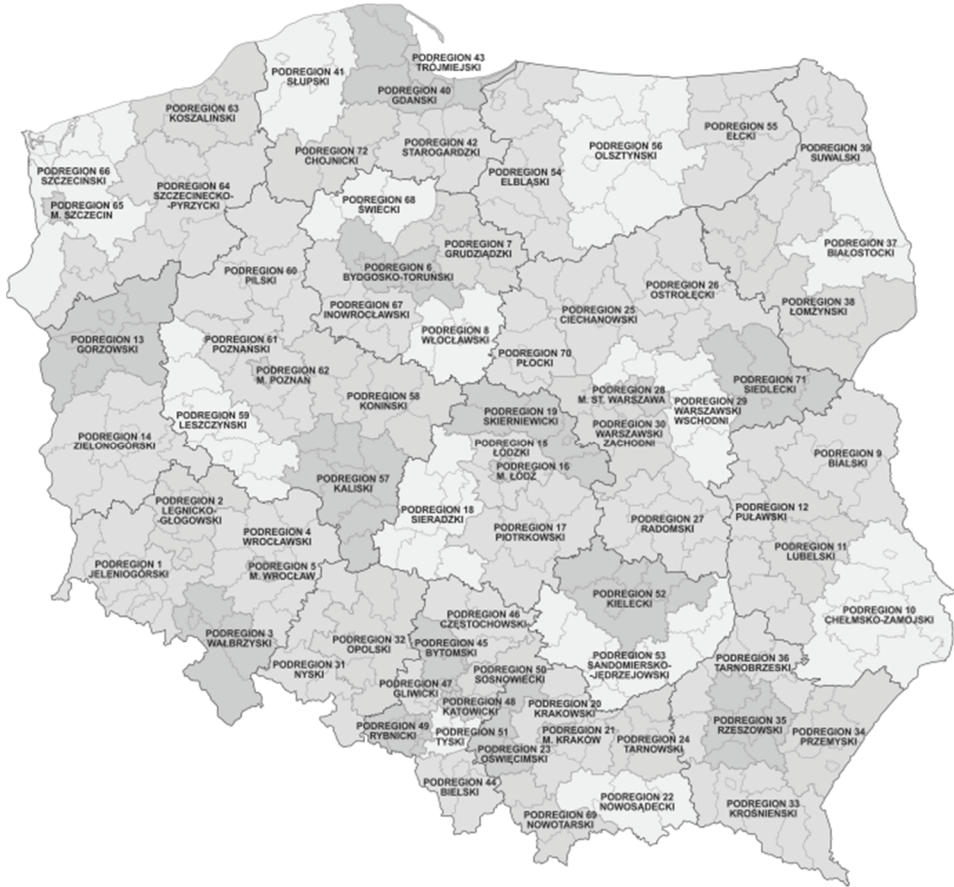 PODREGION 43
TRÓJMIEJSKI
PODREGION 41
SŁUPSKI
PODREGION 40
GDAŃSKI
PODREGION 63
KOSZALIŃSKI
PODREGION 55
EŁCKI
PODREGION 42
STAROGARDZKI
PODREGION 72
CHOJNICKI
PODREGION 56
OLSZTYŃSKI
PODREGION 39
SUWALSKI
PODREGION 66
SZCZECIŃSKI
PODREGION 54
ELBLĄSKI
PODREGION 64
SZCZECINECKO-
-PYRZYCKI
PODREGION 68
ŚWIECKI
PODREGION 65
M. SZCZECIN
PODREGION 7
GRUDZIĄDZKI
PODREGION 37
BIAŁOSTOCKI
PODREGION 60
PILSKI
PODREGION 6
BYDGOSKO-TORUŃSKI
PODREGION 26
OSTROŁĘCKI
PODREGION 67
INOWROCŁAWSKI
PODREGION 25
CIECHANOWSKI
PODREGION 38
ŁOMŻYŃSKI
PODREGION 8
WŁOCŁAWSKI
PODREGION 13
GORZOWSKI
PODREGION 61
POZNAŃSKI
PODREGION 70
PŁOCKI
PODREGION 62
M. POZNAŃ
PODREGION 71
SIEDLECKI
PODREGION 28
M. ST. WARSZAWA
PODREGION 58
KONIŃSKI
PODREGION 29
WARSZAWSKI
WSCHODNI
PODREGION 59
LESZCZYŃSKI
PODREGION 19
SKIERNIEWICKI
PODREGION 30
WARSZAWSKI
ZACHODNI
PODREGION 14
ZIELONOGÓRSKI
PODREGION 15
ŁÓDZKI
PODREGION 9
BIALSKI
PODREGION 16
M. ŁÓDŹ
PODREGION 57
KALISKI
PODREGION 2
LEGNICKO-
-GŁOGOWSKI
PODREGION 18
SIERADZKI
PODREGION 12
PUŁAWSKI
PODREGION 27
RADOMSKI
PODREGION 17
PIOTRKOWSKI
PODREGION 4
WROCŁAWSKI
PODREGION 11
LUBELSKI
PODREGION 1
JELENIOGÓRSKI
PODREGION 5
M. WROCŁAW
PODREGION 52
KIELECKI
PODREGION 10
CHEŁMSKO-ZAMOJSKI
PODREGION 46
CZĘSTOCHOWSKI
PODREGION 3
WAŁBRZYSKI
PODREGION 32
OPOLSKI
PODREGION 45
BYTOMSKI
PODREGION 53
SANDOMIERSKO-
-JĘDRZEJOWSKI
PODREGION 36
TARNOBRZESKI
PODREGION 31
NYSKI
PODREGION 50
SOSNOWIECKI
PODREGION 47
GLIWICKI
PODREGION 48
KATOWICKI
PODREGION 20
KRAKOWSKI
PODREGION 49
RYBNICKI
PODREGION 51
TYSKI
PODREGION 21
M. KRAKÓW
PODREGION 24
TARNOWSKI
PODREGION 35
RZESZOWSKI
PODREGION 34
PRZEMYSKI
PODREGION 23
OŚWIĘCIMSKI
PODREGION 44
BIELSKI
PODREGION 22
NOWOSĄDECKI
PODREGION 33
KROŚNIEŃSKI
PODREGION 69
NOWOTARSKI